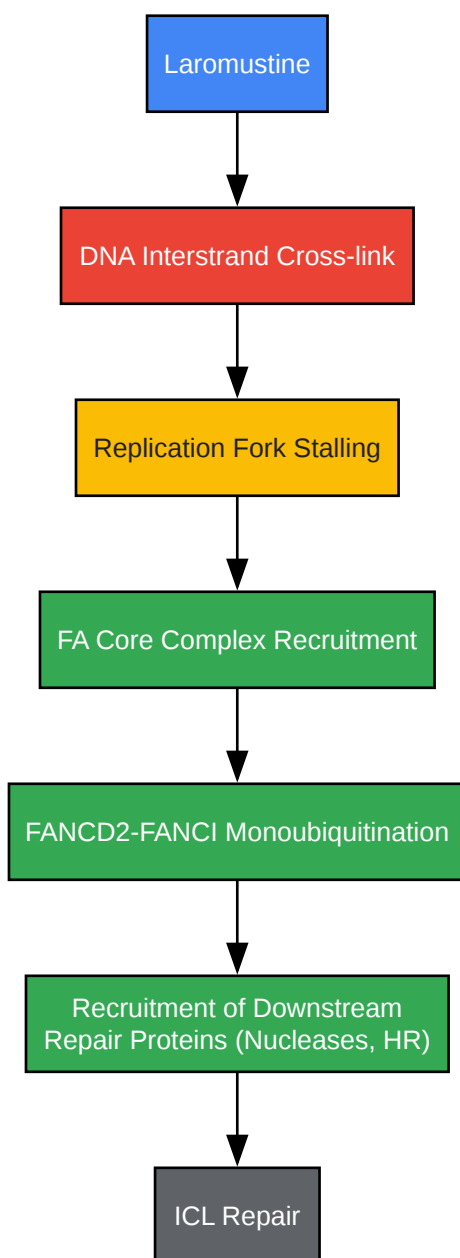 Laromustine
DNA Interstrand Cross-link
Replication Fork Stalling
FA Core Complex Recruitment
FANCD2-FANCI Monoubiquitination
Recruitment of Downstream
Repair Proteins (Nucleases, HR)
ICL Repair